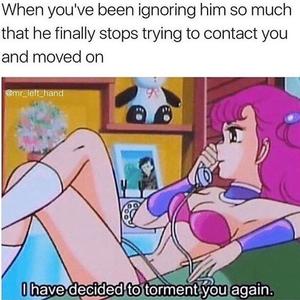 When you've been ignoring him so much
that he finally stops trying to contact you
and moved on
@mr_left_hand
I have decided to torment you again.